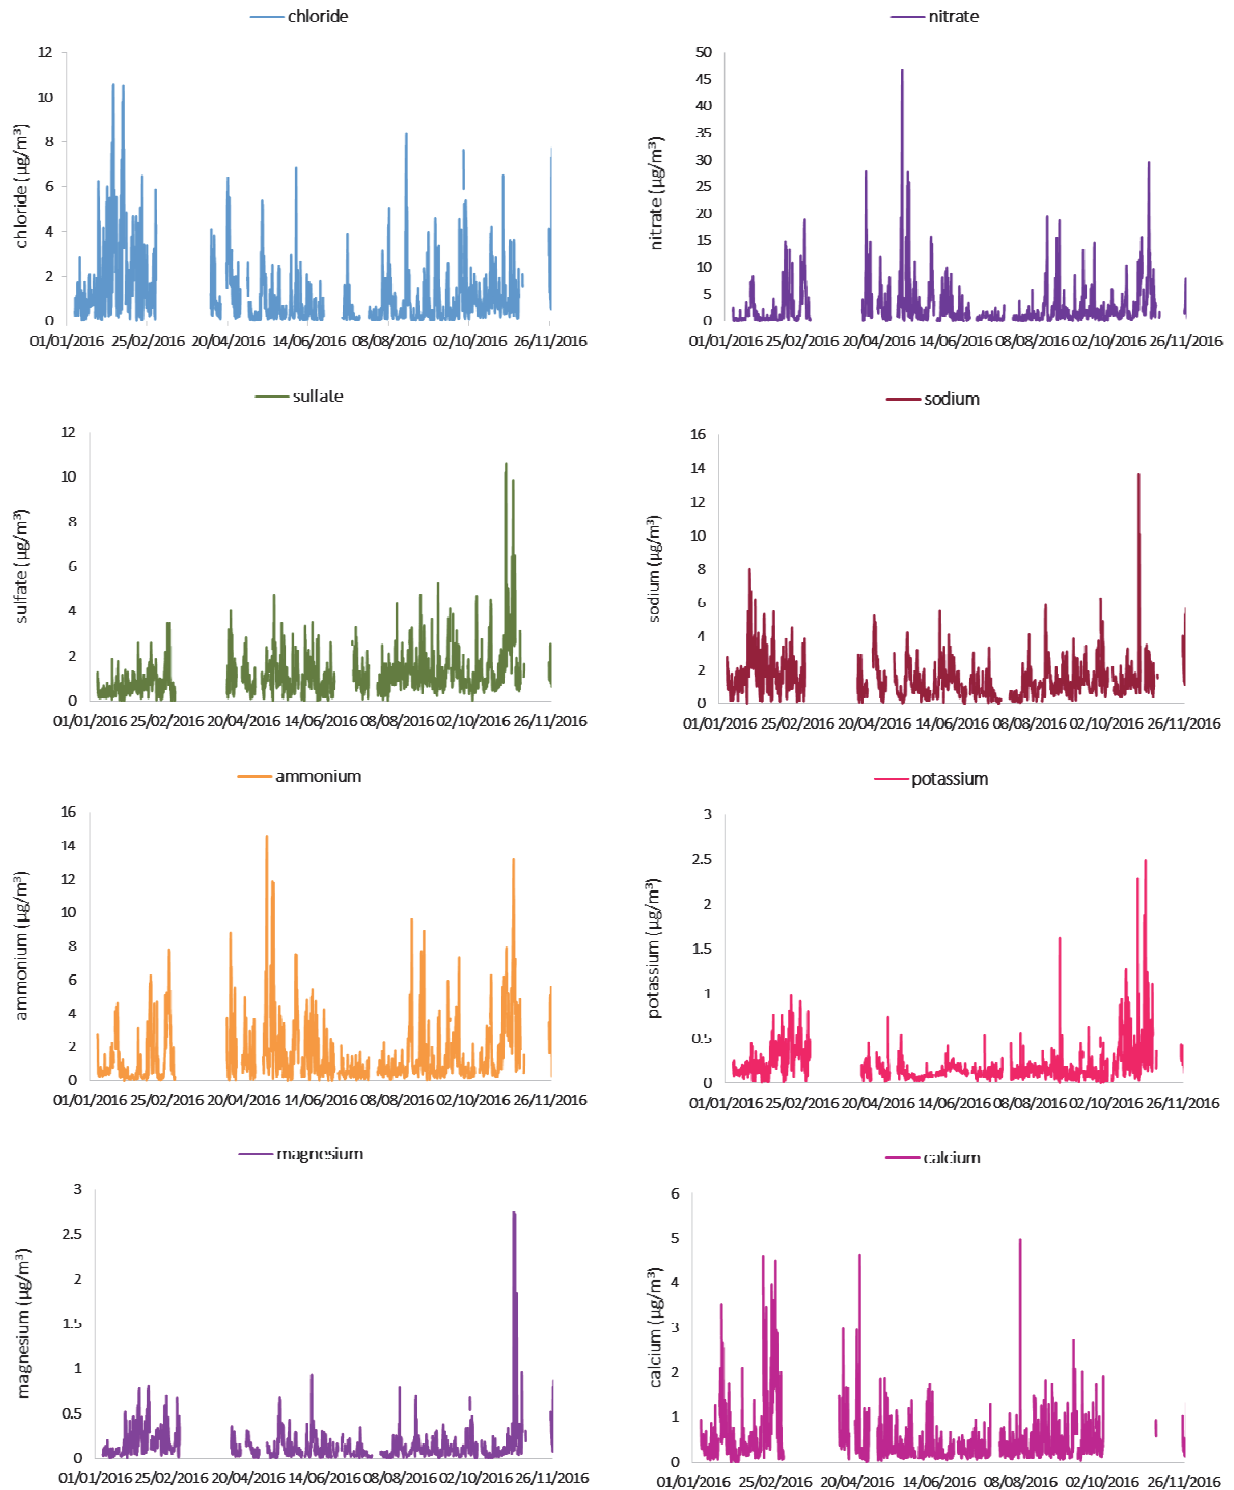 chloride
chloride (µg/m³)
12
10
8
6
4
2
0
01/01/2016 25/02/2016 20/04/2016 14/06/2016 08/08/2016 02/10/2016 26/11/2016
nitrate
nitrate (µg/m³)
50
45
40
35
30
25
20
15
10
5
0
01/01/2016 25/02/2016 20/04/2016 14/06/2016 08/08/2016 02/10/2016 26/11/2016
sulfate
sulfate (µg/m³)
12
10
8
6
4
2
0
01/01/2016 25/02/2016 20/04/2016 14/06/2016 08/08/2016 02/10/2016 26/11/2016
sodium
sodium (µg/m³)
16
14
12
10
8
6
4
2
0
01/01/2016 25/02/2016 20/04/2016 14/06/2016 08/08/2016 02/10/2016 26/11/2016
ammonium
ammonium (µg/m³)
16
14
12
10
8
6
4
2
0
01/01/2016 25/02/2016 20/04/2016 14/06/2016 08/08/2016 02/10/2016 26/11/2016
potassium
potassium (µg/m³)
3
2.5
2
1.5
1
0.5
0
01/01/2016 25/02/2016 20/04/2016 14/06/2016 08/08/2016 02/10/2016 26/11/2016
magnesium
magnesium (µg/m³)
3
2.5
2
1.5
1
0.5
0
01/01/2016 25/02/2016 20/04/2016 14/06/2016 08/08/2016 02/10/2016 26/11/2016
calcium
calcium (µg/m³)
6
5
4
3
2
1
0
01/01/2016 25/02/2016 20/04/2016 14/06/2016 08/08/2016 02/10/2016 26/11/2016